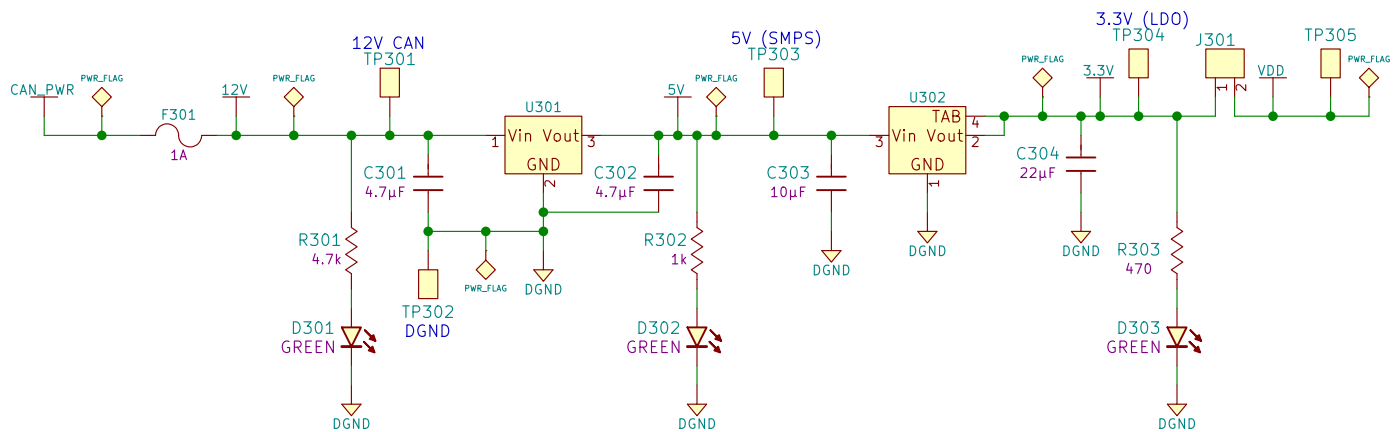 CAN_PWR
PWR_FLAG
F301
1A
12V
PWR_FLAG
12V CAN
TP301
C301
4.7µF
R301
4.7k
D301
GREEN
DGND
TP302
DGND
PWR_FLAG
U301
Vin Vout
GND
1
3
2
DGND
C302
4.7µF
5V
PWR_FLAG
5V (SMPS)
TP303
R302
1k
D302
GREEN
DGND
C303
10µF
DGND
U302
TAB
Vin Vout
GND
3
4
2
1
DGND
PWR_FLAG
C304
22µF
DGND
3.3V
3.3V (LDO)
TP304
R303
470
D303
GREEN
DGND
J301
1
2
VDD
TP305
PWR_FLAG